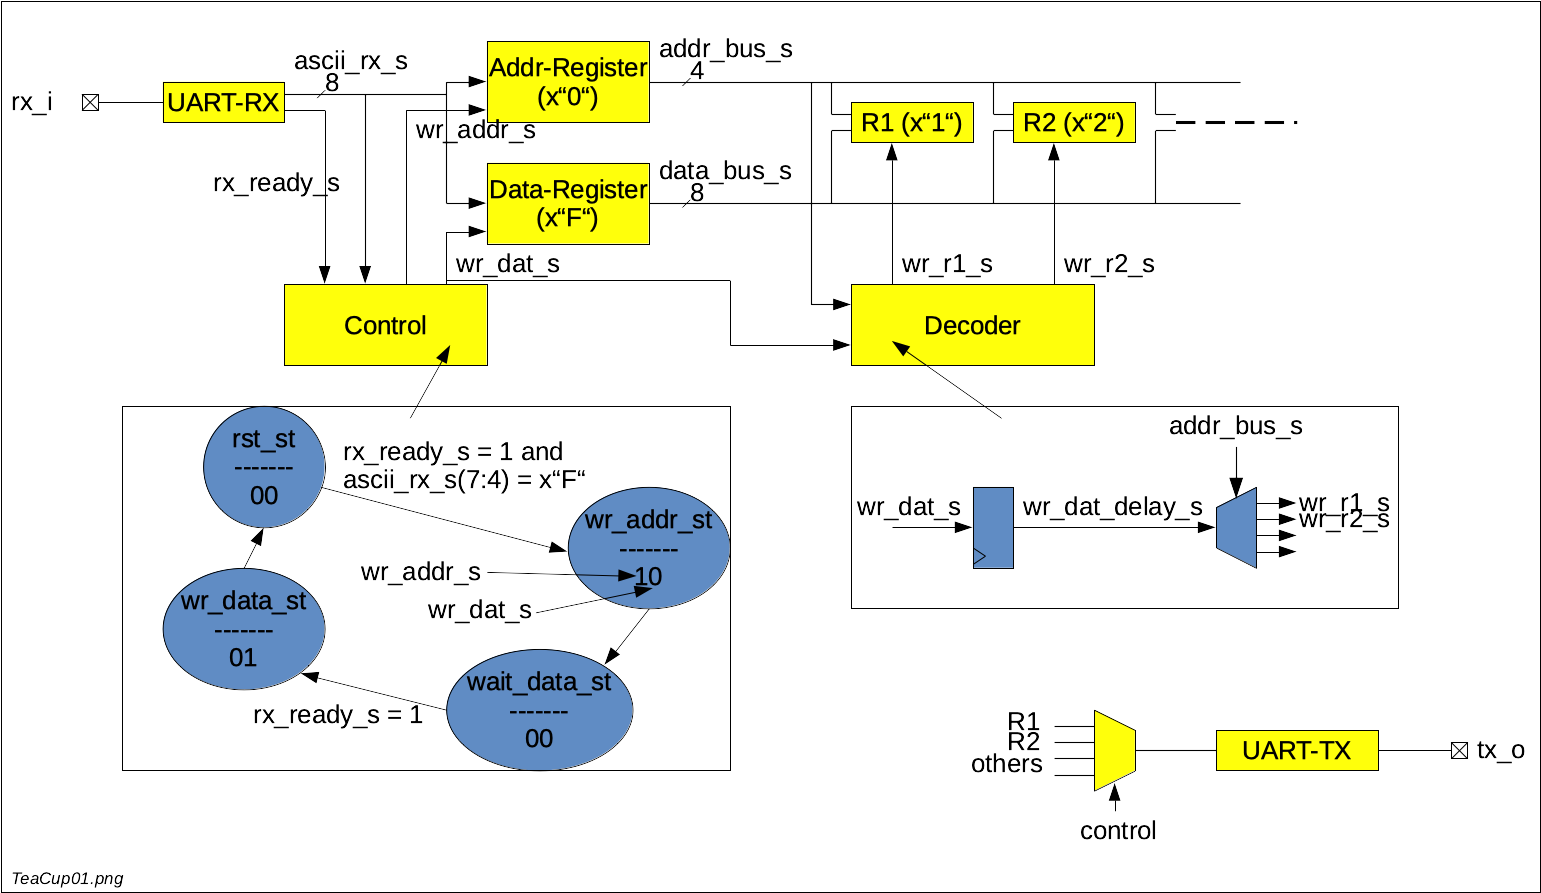 rx_i
UART-RX
ascii_rx_s
8
rx_ready_s
Addr-Register
(x“0“)
wr_addr_s
Data-Register
(x“F“)
wr_dat_s
addr_bus_s
4
data_bus_s
8
R1 (x“1“)
R2 (x“2“)
wr_r1_s
wr_r2_s
Control
Decoder
rst_st
-------
00
rx_ready_s = 1 and
ascii_rx_s(7:4) = x“F“
wr_addr_st
-------
10
wr_addr_s
wr_dat_s
wr_data_st
-------
01
wait_data_st
-------
00
rx_ready_s = 1
addr_bus_s
wr_dat_s
wr_dat_delay_s
wr_r1_s
wr_r2_s
R1
R2
others
control
UART-TX
tx_o
TeaCup01.png